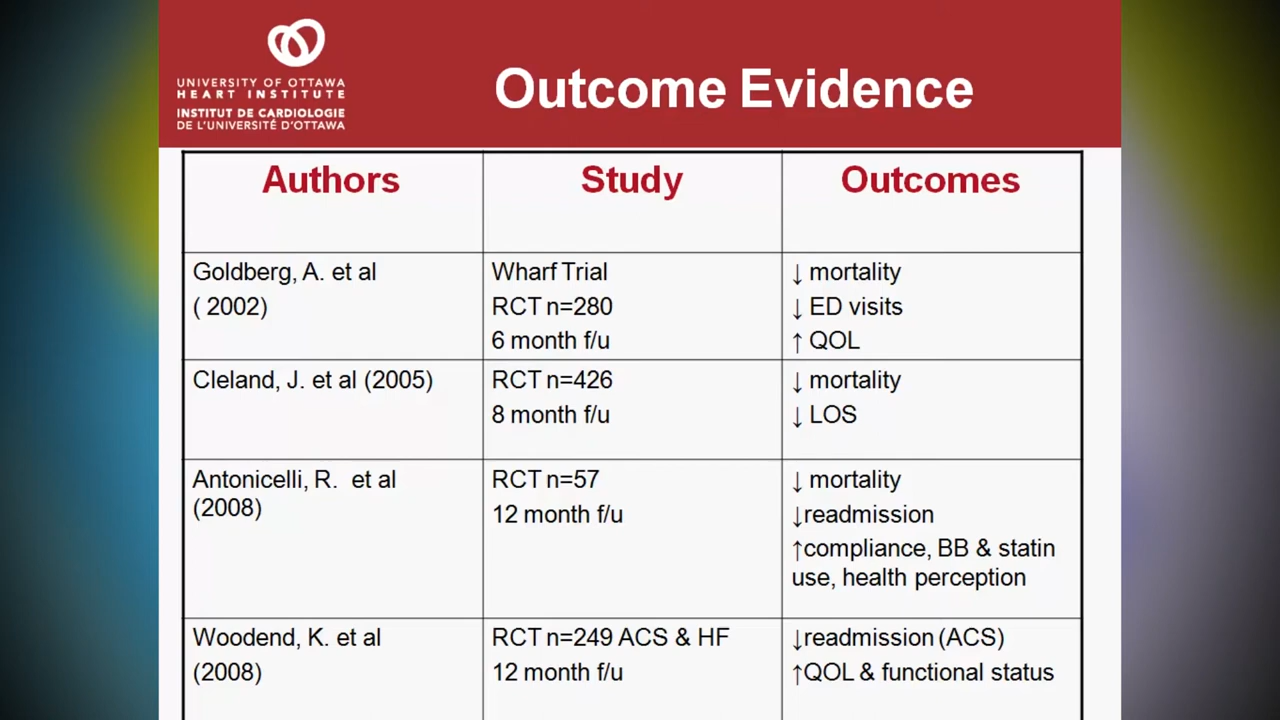 UNIVERSITY OF OTTAWA
HEART INSTITUTE
INSTITUT DE CARDIOLOGIE
DE L'UNIVERSITÉ D'OTTAWA
Outcome Evidence
Authors
Study
Outcomes
Goldberg, A. et al
( 2002)
Wharf Trial
RCT n=280
6 month f/u
↓ mortality
↓ ED visits
↑ QOL
Cleland, J. et al (2005)
RCT n=426
8 month f/u
↓ mortality
↓ LOS
Antonicelli, R. et al
(2008)
RCT n=57
12 month f/u
↓ mortality
↓readmission
↑compliance, BB & statin
use, health perception
Woodend, K. et al
(2008)
RCT n=249 ACS & HF
12 month f/u
↓readmission (ACS)
↑QOL & functional status